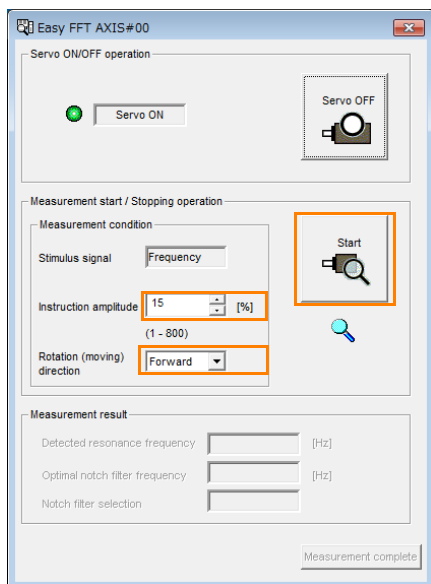 Easy FFT AXIS#00
Servo ON/OFF operation
Servo ON
Servo OFF
Measurement start / Stopping operation
Measurement condition
Stimulus signal
Frequency
Start
Instruction amplitude
15
[%]
(1 - 800)
Rotation (moving)
direction
Forward
Measurement result
Detected resonance frequency
[Hz]
Optimal notch filter frequency
[Hz]
Notch filter selection
Measurement complete